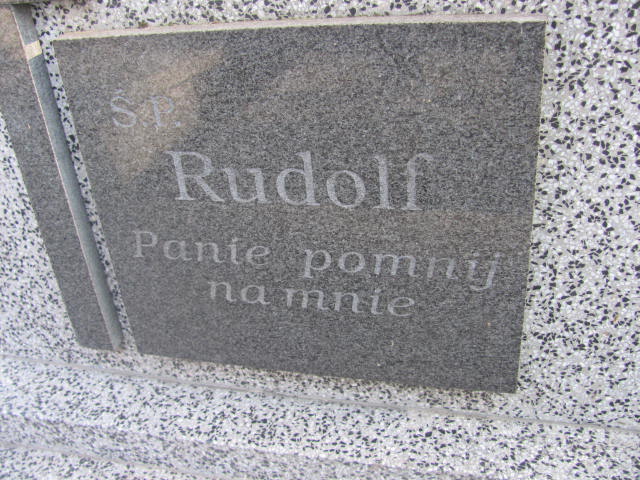 Ś.P.
Rudolf
Panie pomnij
na mnie